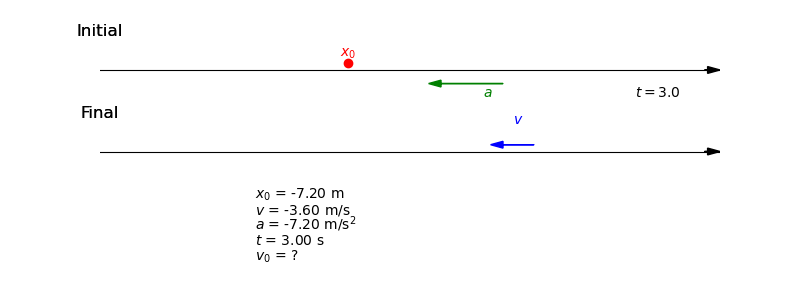 Initial
x₀
a
t = 3.0
Final
v
x₀ = -7.20 m
v = -3.60 m/s
a = -7.20 m/s²
t = 3.00 s
v₀ = ?